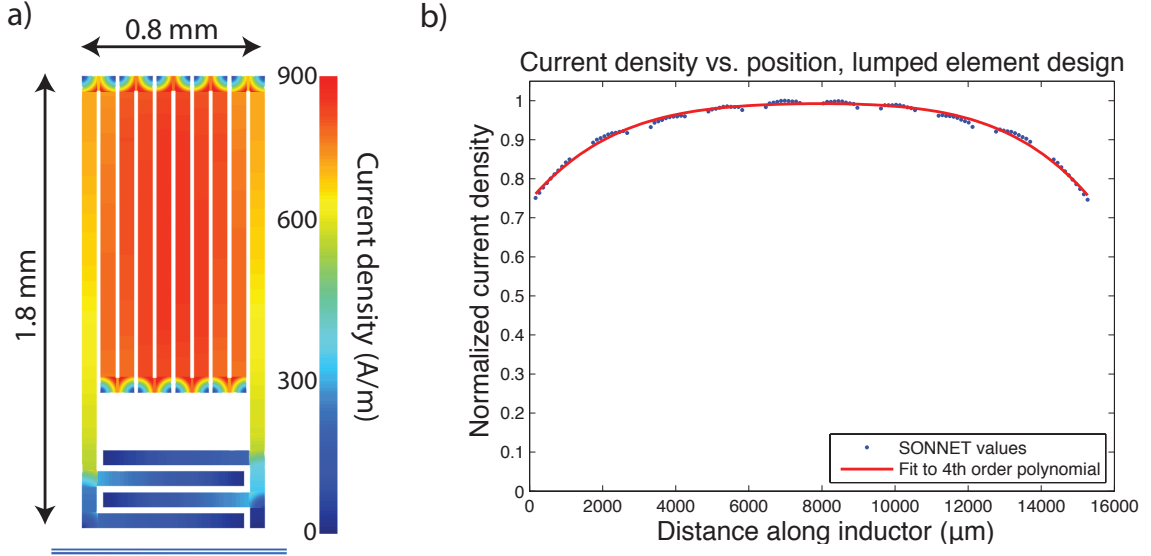 a)
0.8 mm
1.8 mm
900
600
300
0
Current density (A/m)
b)
Current density vs. position, lumped element design
Normalized current density
1
0.9
0.8
0.7
0.6
0.5
0.4
0.3
0.2
0.1
0
0 2000 4000 6000 8000 10000 12000 14000 16000
Distance along inductor (µm)
SONNET values
Fit to 4th order polynomial